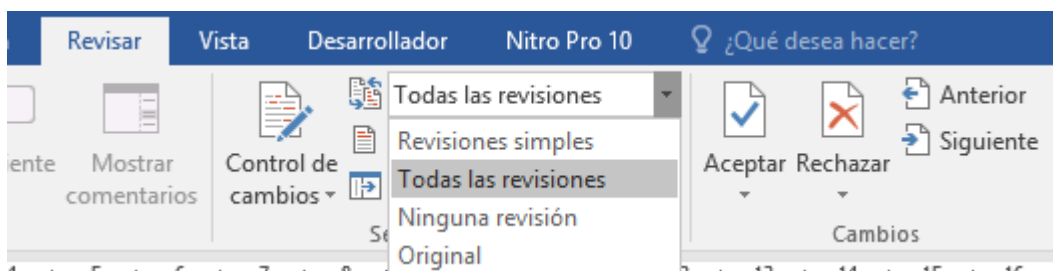 Revisar Vista Desarrollador Nitro Pro 10 ¿Qué desea hacer?
Todas las revisiones
Revisiones simples
Todas las revisiones
Ninguna revisión
Original
Mostrar
comentarios
Control de
cambios
Aceptar Rechazar
Anterior
Siguiente
Cambios